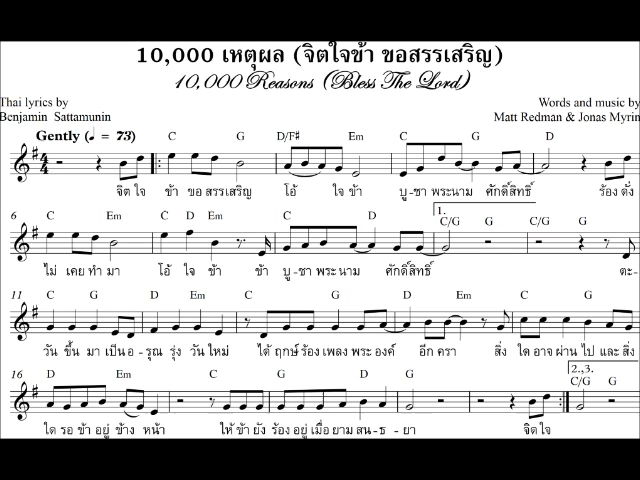 10,000 เหตุผล (จิตใจข้า ขอสรรเสริญ)
10,000 Reasons (Bless The Lord)
Thai lyrics by
Benjamin Sattamunin
Words and music by
Matt Redman & Jonas Myrin
Gently (♩ = 73)
C G D/F# Em C G D A
จิต ใจ ข้า ขอ สรรเสริญ โอ้ ใจ ข้า บู-ชา พระนาม ศักดิ์สิทธิ์ ร้อง ดั่ง
6 C Em C D Em C D 1. C/G G C/G G
ไม่ เคย ทำ มา โอ้ ใจ ข้า ข้า บู-ชา พระ นาม ศักดิ์สิทธิ์ ตะ-
11 C G D Em C G D Em C G
วัน ขึ้น มา เป็น อ-รุณ รุ่ง วัน ใหม่ ได้ ฤกษ์ ร้อง เพลง พระ องค์ อีก ครา สิ่ง ใด อาจ ผ่าน ไป และ สิ่ง
16 D Em C G D 2.,3. C/G G
ใด รอ ข้า อยู่ ข้าง หน้า ให้ ข้า ยัง ร้อง อยู่ เมื่อ ยาม สน-ธ-ยา จิต ใจ